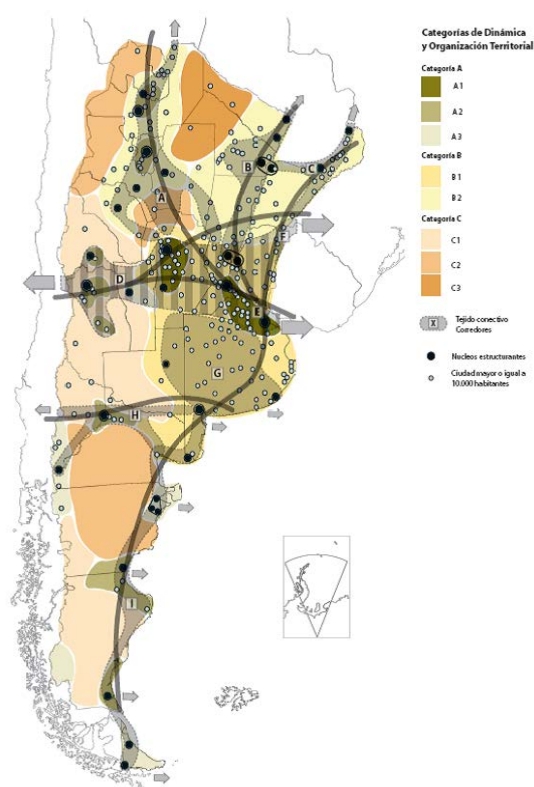 Categorías de Dinámica
y Organización Territorial
Categoría A
A 1
A 2
A 3
Categoría B
B 1
B 2
Categoría C
C1
C2
C3
X
Tejido conectivo
Corredores
Nucleos estructurantes
Ciudad mayor o igual a
10.000 habitantes
A
B
C
D
F
E
G
H
I